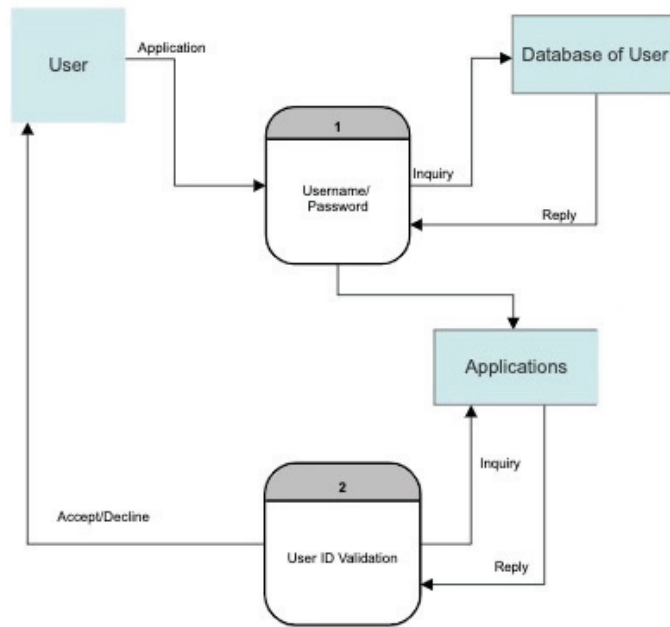 User
Application
Database of User
1
Username/
Password
Inquiry
Reply
Applications
Inquiry
2
Accept/Decline
User ID Validation
Reply